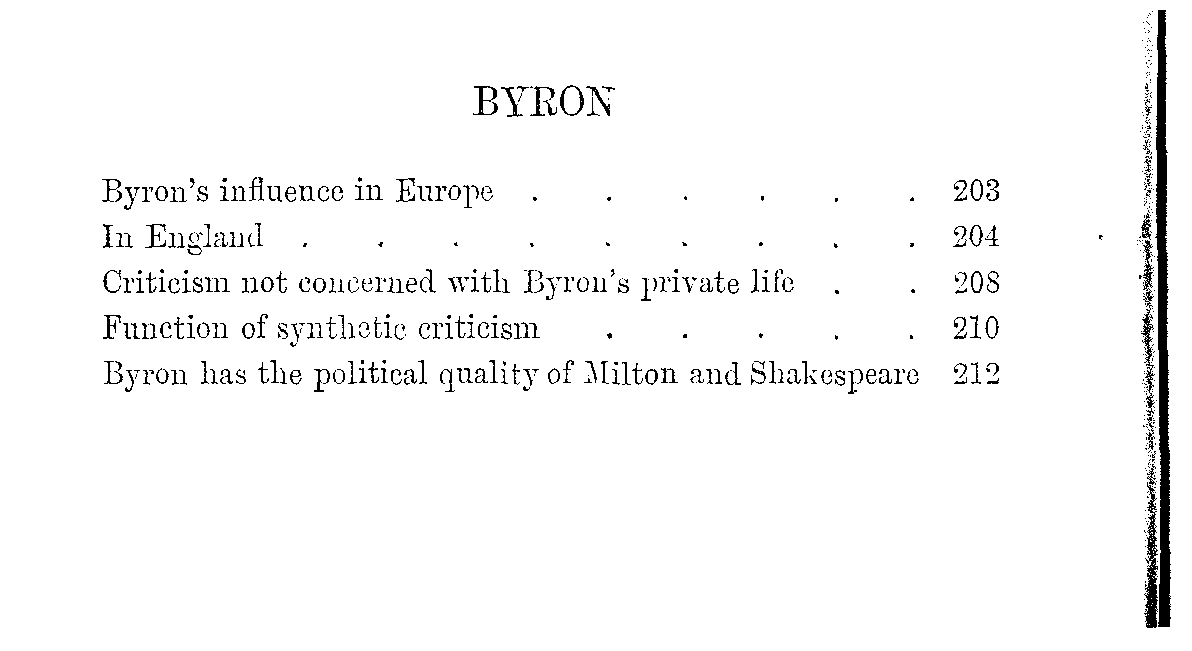 BYRON
Byron's influence in Europe . . . . . . 203
In England . . . . . . . . . 204
Criticism not concerned with Byron's private life . . 208
Function of synthetic criticism . . . . . 210
Byron has the political quality of Milton and Shakespeare 212